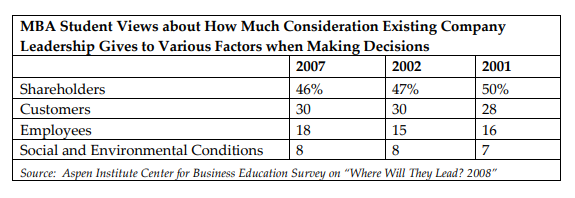 MBA Student Views about How Much Consideration Existing Company
Leadership Gives to Various Factors when Making Decisions
2007 2002 2001
Shareholders 46% 47% 50%
Customers 30 30 28
Employees 18 15 16
Social and Environmental Conditions 8 8 7
Source: Aspen Institute Center for Business Education Survey on “Where Will They Lead? 2008”